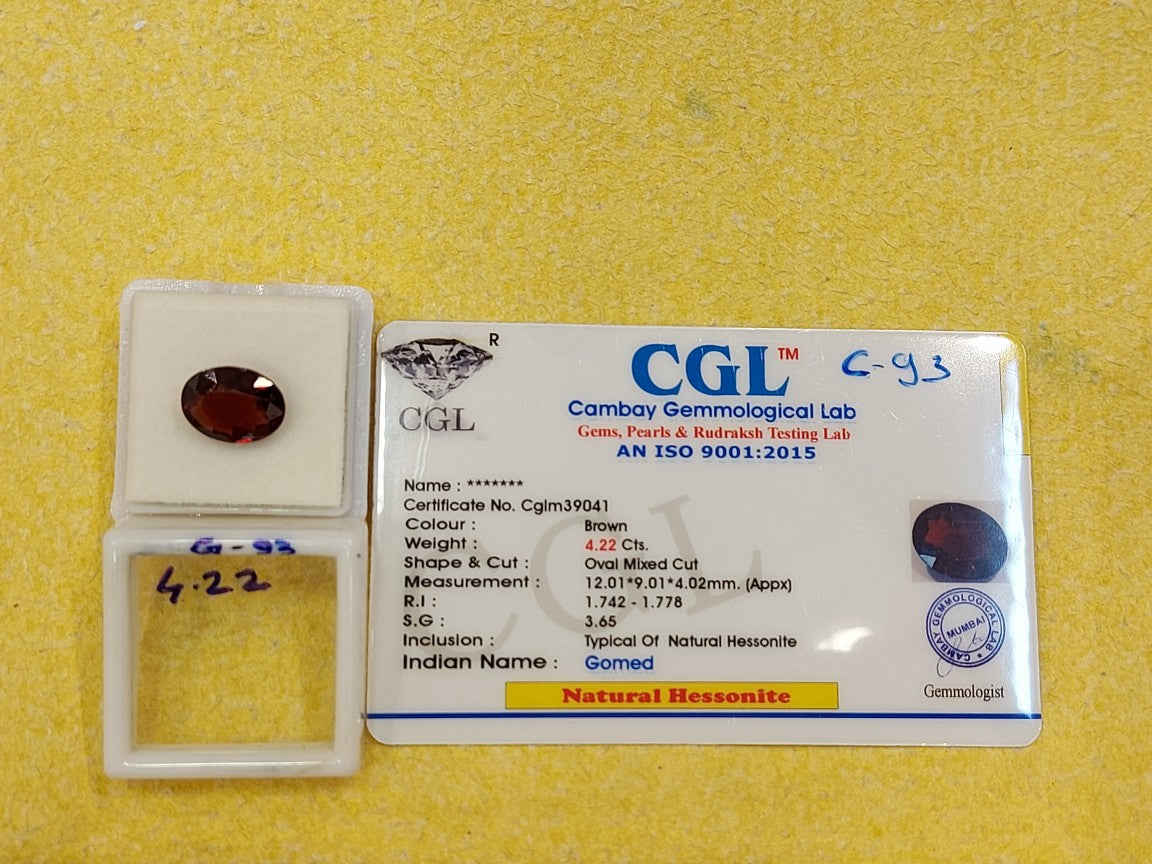 G-93
4.22
R
CGL
CGL™
G-93
Cambay Gemmological Lab
Gems, Pearls & Rudraksh Testing Lab
AN ISO 9001:2015
Name : *******
Certificate No. Cglm39041
Colour : Brown
Weight : 4.22 Cts.
Shape & Cut : Oval Mixed Cut
Measurement : 12.01*9.01*4.02mm. (Appx)
R.I : 1.742 - 1.778
S.G : 3.65
Inclusion : Typical Of Natural Hessonite
Indian Name : Gomed
Natural Hessonite
CGL
CAMBAY GEMMOLOGICAL LAB
MUMBAI
Gemmologist